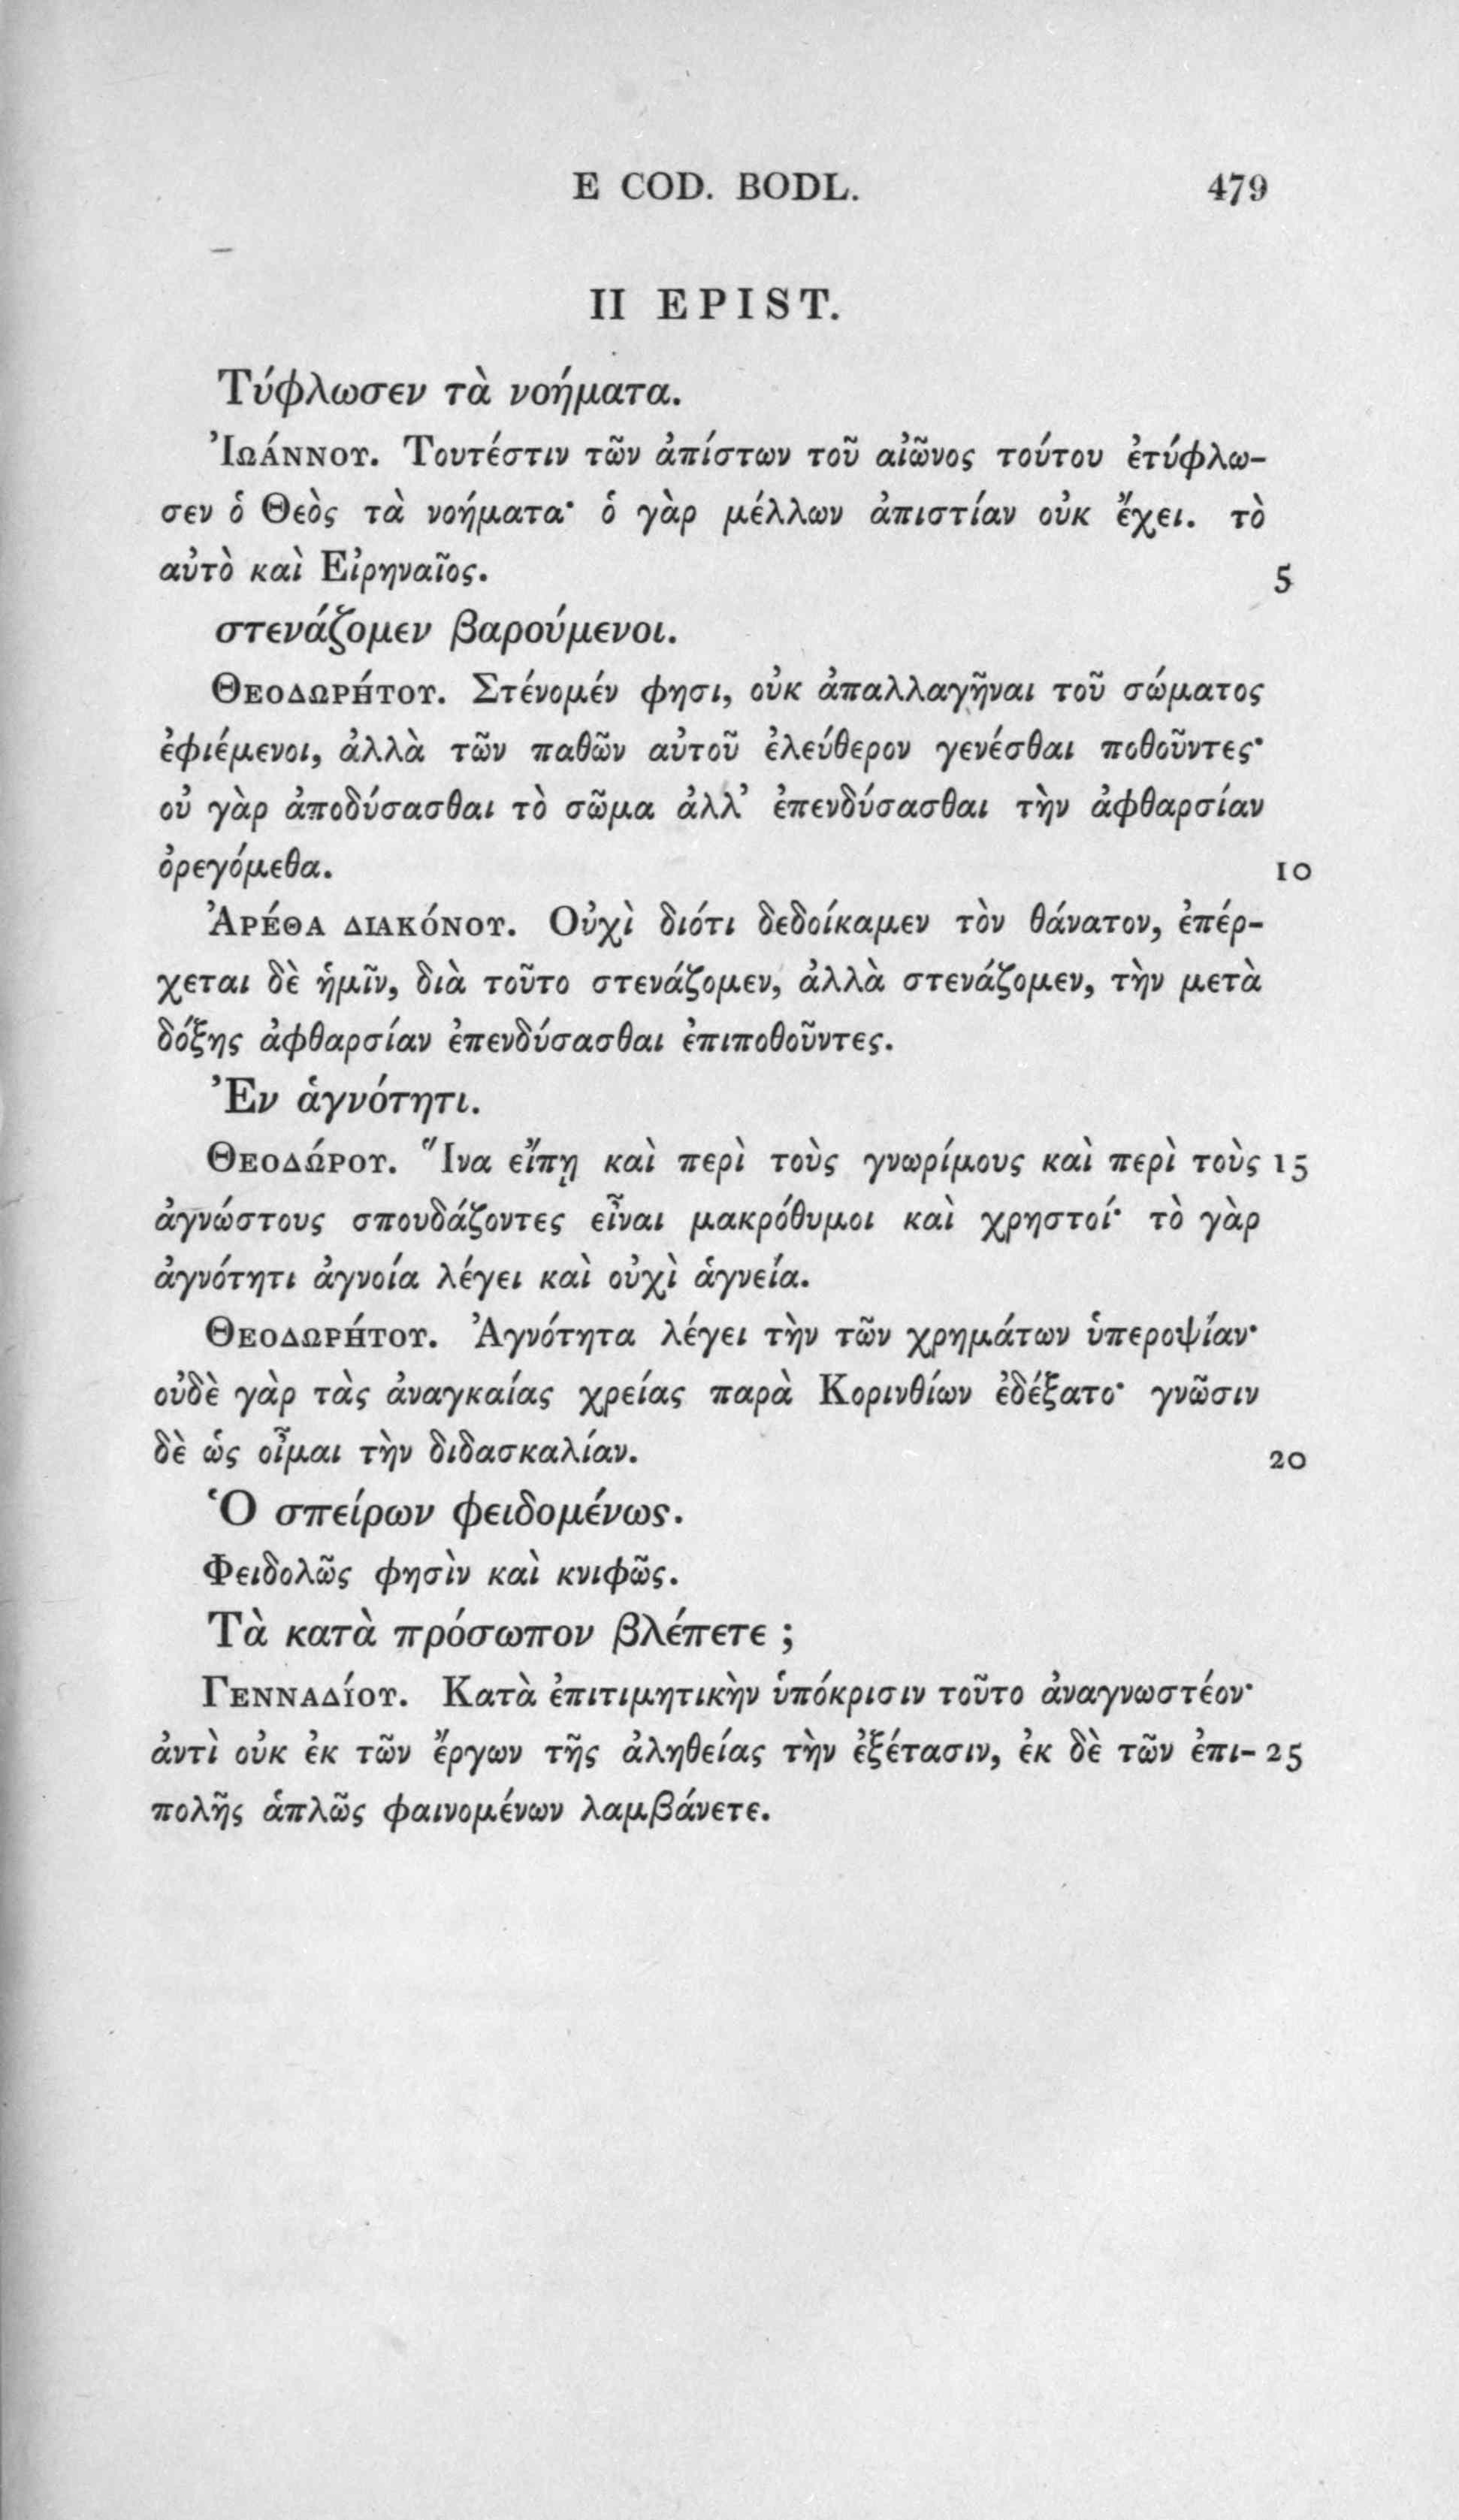 E COD. BODL. 479
II EPIST.
Τύφλωσεν τὰ νοήματα.
Ἰωάννου. Τουτέστιν τῶν ἀπίστων τοῦ αἰῶνος τούτου ἐτύφλω-
σεν ὁ Θεὸς τὰ νοήματα· ὁ γὰρ μέλλων ἀπιστίαν οὐκ ἔχει. τὸ
αὐτὸ καὶ Εἰρηναῖος. 5
στενάζομεν βαρούμενοι.
Θεοδωρήτου. Στένομέν φησι, οὐκ ἀπαλλαγῆναι τοῦ σώματος
ἐφιέμενοι, ἀλλὰ τῶν παθῶν αὐτοῦ ἐλεύθερον γενέσθαι ποθοῦντες·
οὐ γὰρ ἀποδύσασθαι τὸ σῶμα ἀλλ’ ἐπενδύσασθαι τὴν ἀφθαρσίαν
ὀρεγόμεθα. 10
Ἀρέθα διακόνου. Οὐχὶ διότι δεδοίκαμεν τὸν θάνατον, ἐπέρ-
χεται δὲ ἡμῖν, διὰ τοῦτο στενάζομεν, ἀλλὰ στενάζομεν, τὴν μετὰ
δόξης ἀφθαρσίαν ἐπενδύσασθαι ἐπιποθοῦντες.
Ἐν ἁγνότητι.
Θεοδώρου. Ἵνα εἴπῃ καὶ περὶ τοὺς γνωρίμους καὶ περὶ τοὺς 15
ἀγνώστους σπουδάζοντες εἶναι μακρόθυμοι καὶ χρηστοί· τὸ γὰρ
ἀγνότητι ἀγνοία λέγει καὶ οὐχὶ ἁγνεία.
Θεοδωρήτου. Ἁγνότητα λέγει τὴν τῶν χρημάτων ὑπεροψίαν·
οὐδὲ γὰρ τὰς ἀναγκαίας χρείας παρὰ Κορινθίων ἐδέξατο· γνῶσιν
δὲ ὡς οἶμαι τὴν διδασκαλίαν. 20
Ὁ σπείρων φειδομένως.
Φειδολῶς φησὶν καὶ κνιφῶς.
Τὰ κατὰ πρόσωπον βλέπετε ;
Γενναδίου. Κατὰ ἐπιτιμητικὴν ὑπόκρισιν τοῦτο ἀναγνωστέον·
ἀντὶ οὐκ ἐκ τῶν ἔργων τῆς ἀληθείας τὴν ἐξέτασιν, ἐκ δὲ τῶν ἐπι- 25
πολῆς ἁπλῶς φαινομένων λαμβάνετε.